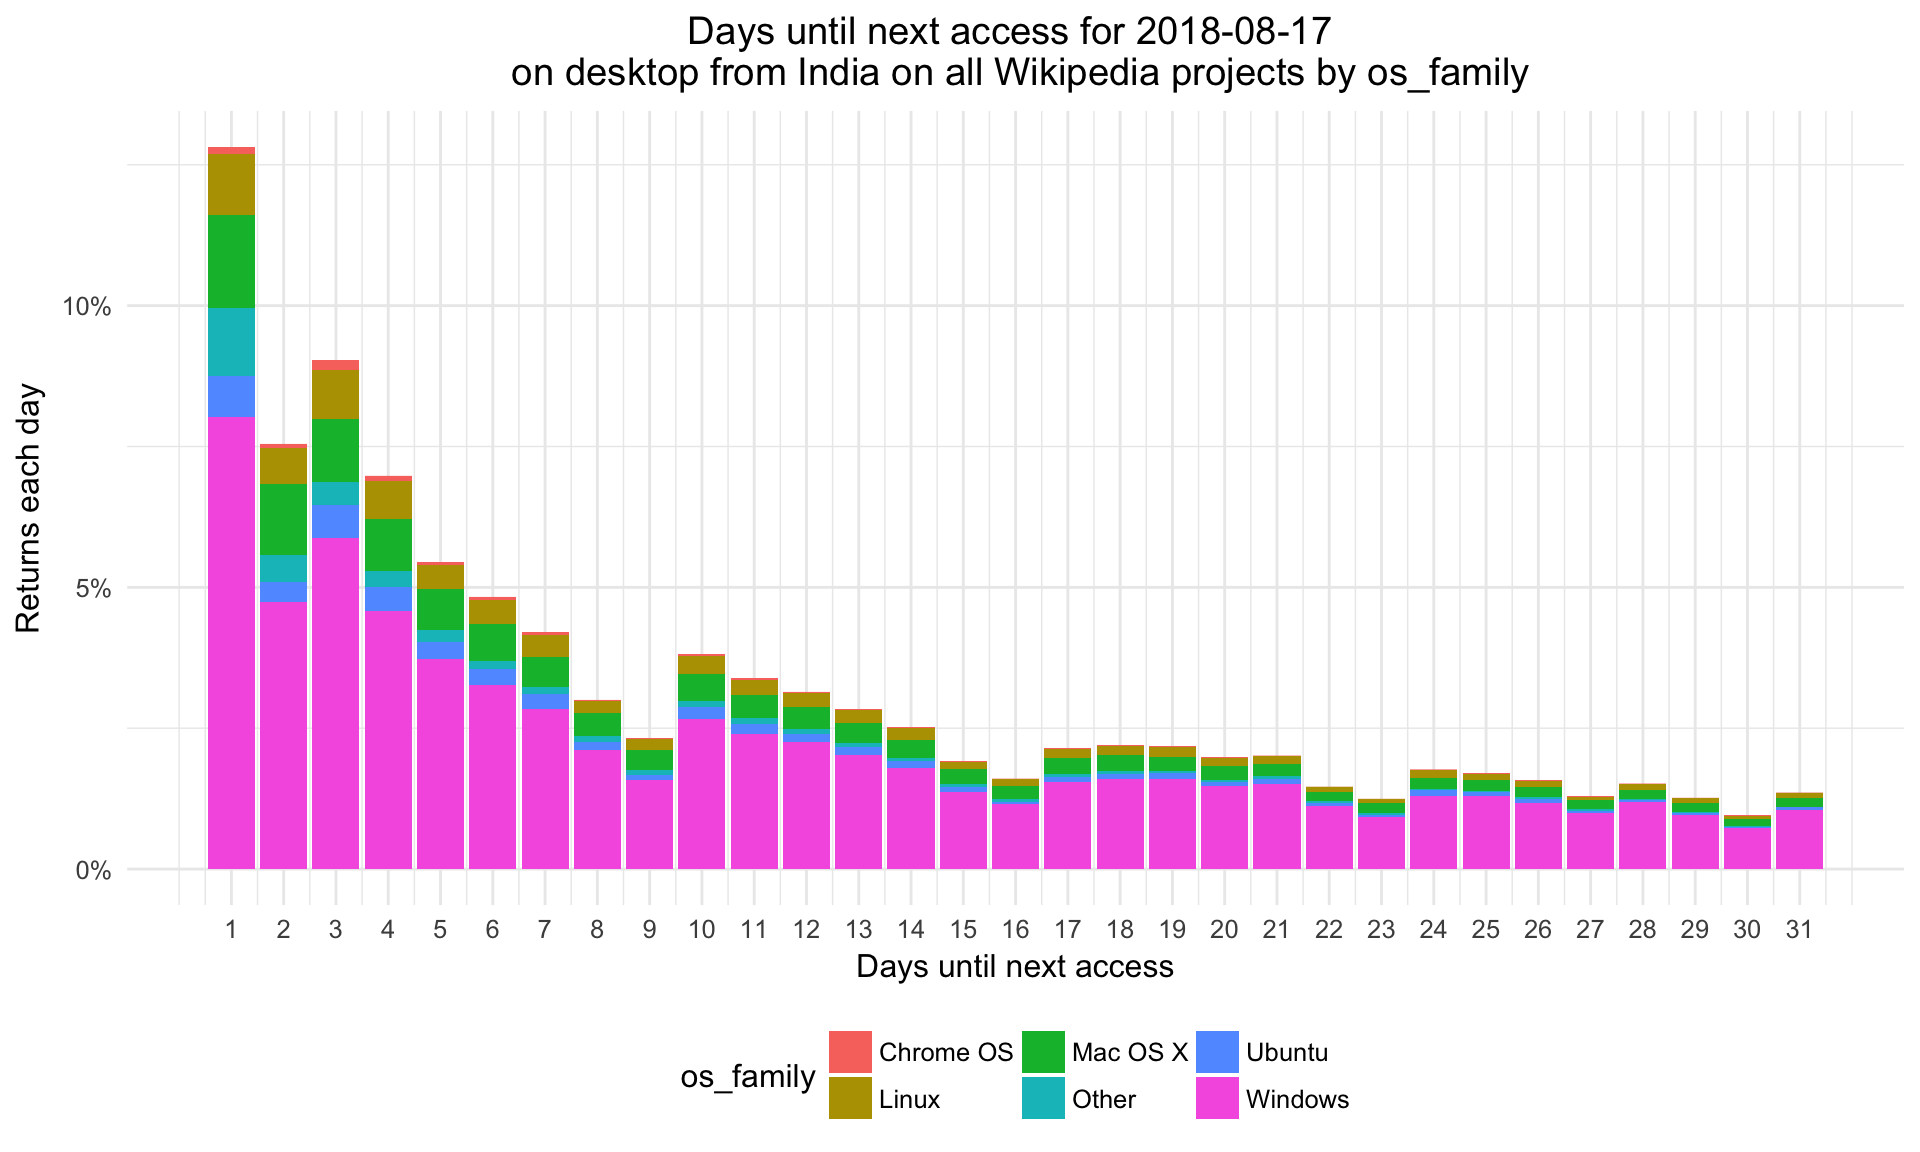 Days until next access for 2018-08-17
on desktop from India on all Wikipedia projects by os_family
Returns each day
10%
5%
0%
1 2 3 4 5 6 7 8 9 10 11 12 13 14 15 16 17 18 19 20 21 22 23 24 25 26 27 28 29 30 31
Days until next access
os_family
Chrome OS Mac OS X Ubuntu
Linux Other Windows